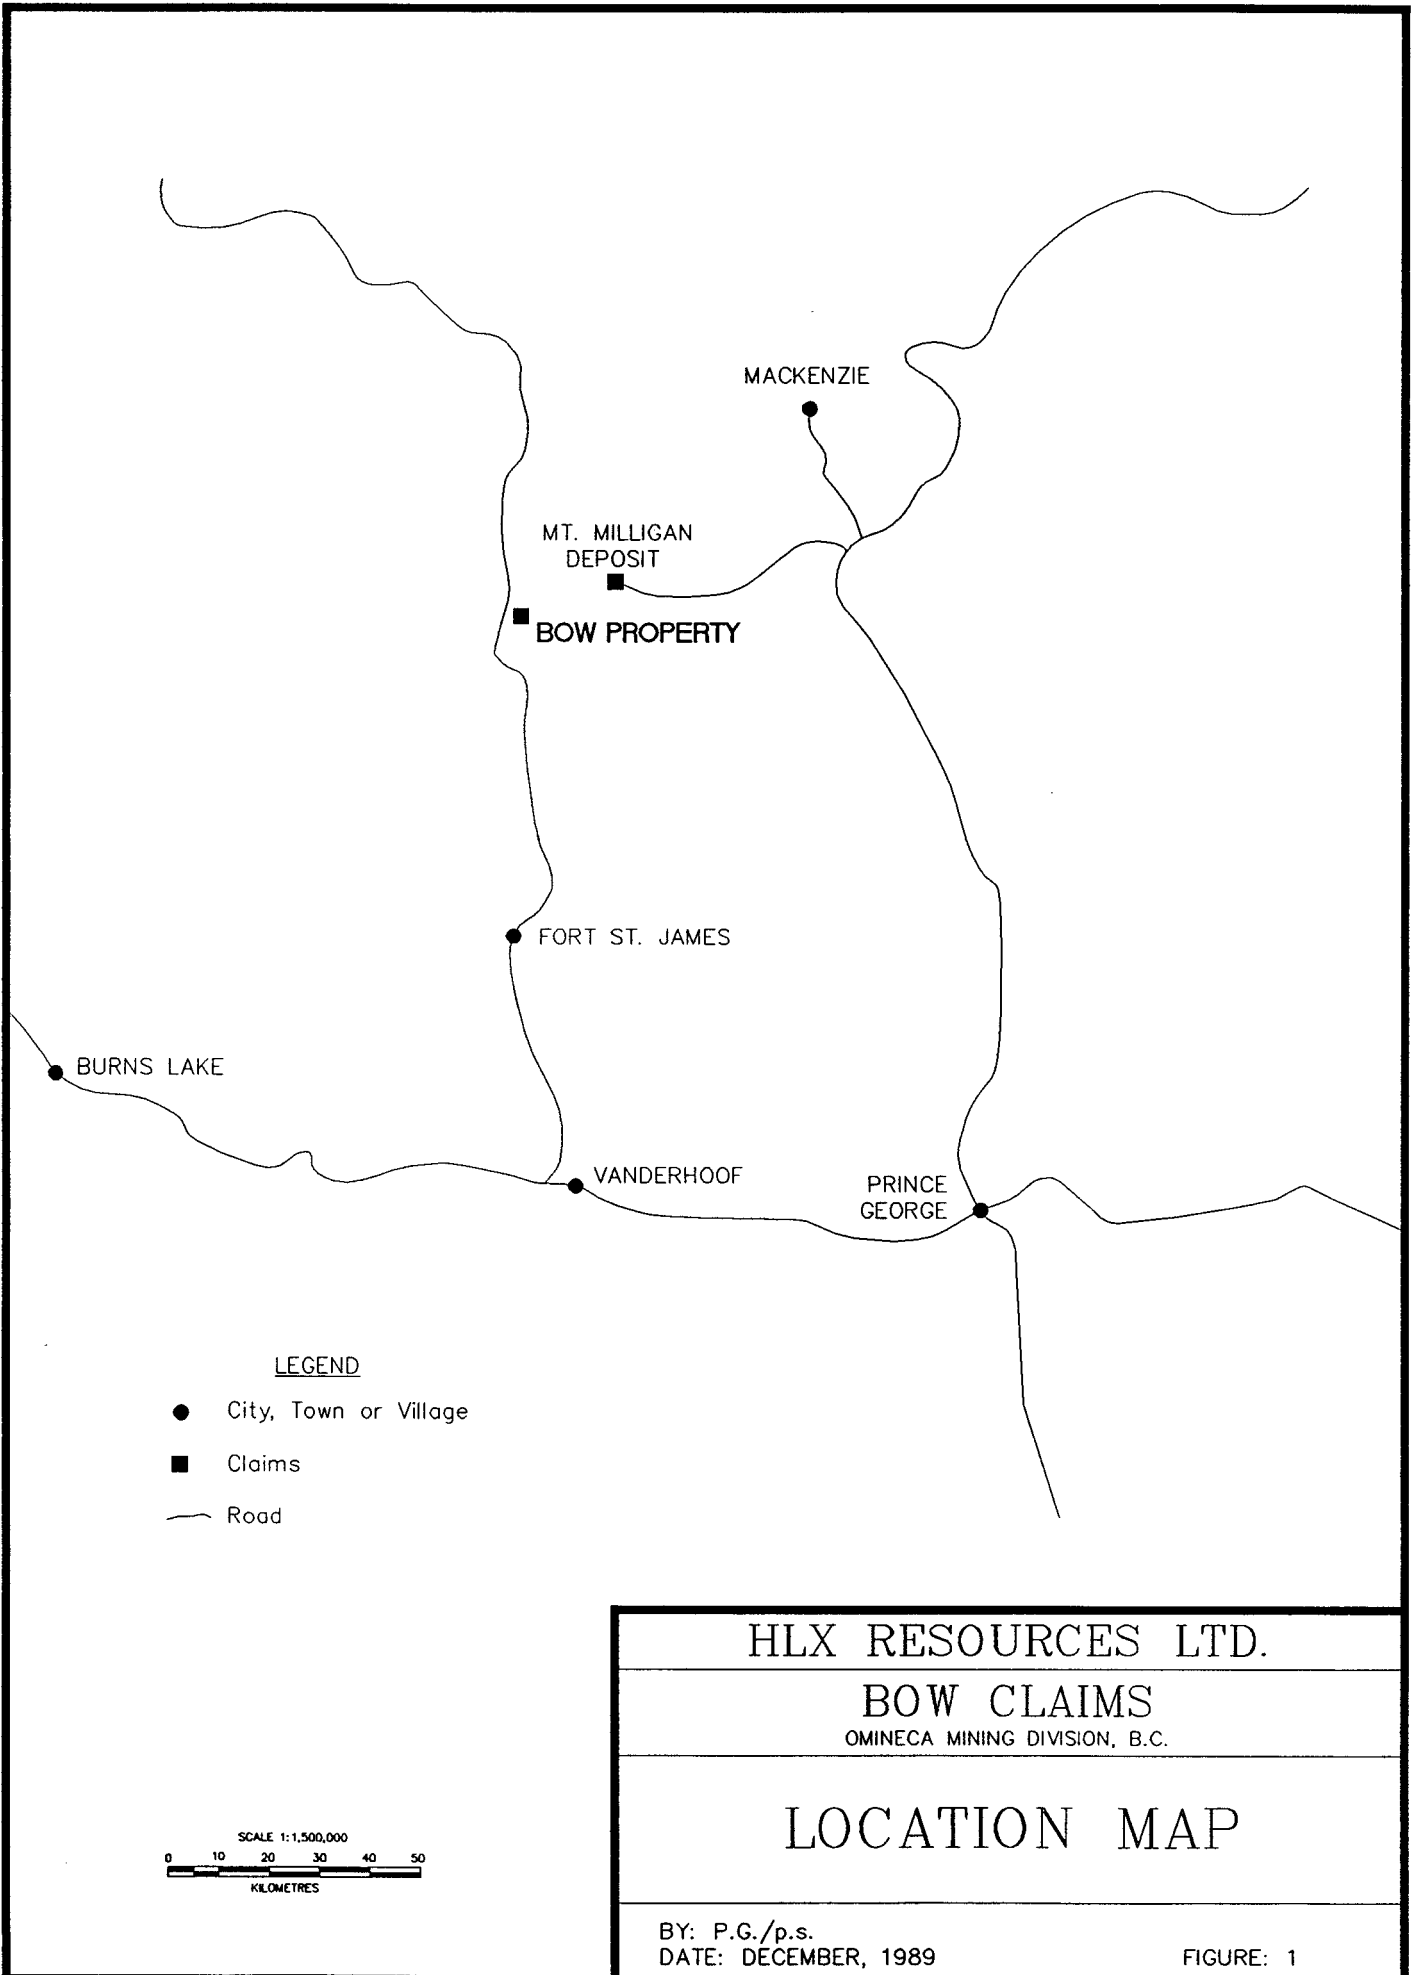 MACKENZIE
MT. MILLIGAN
DEPOSIT
BOW PROPERTY
FORT ST. JAMES
BURNS LAKE
VANDERHOOF
PRINCE
GEORGE
LEGEND
City, Town or Village
Claims
Road
SCALE 1:1,500,000
0 10 20 30 40 50
KILOMETRES
HLX RESOURCES LTD.
BOW CLAIMS
OMINECA MINING DIVISION, B.C.
LOCATION MAP
BY: P.G./p.s.
DATE: DECEMBER, 1989
FIGURE: 1